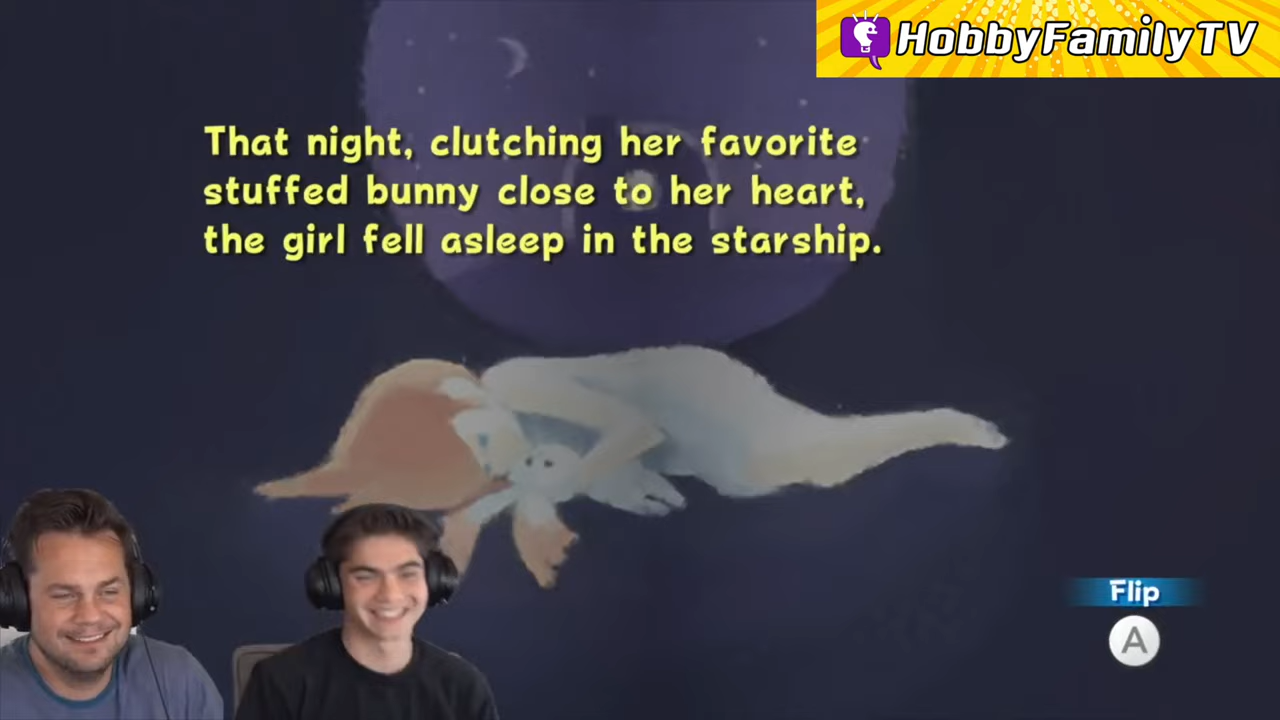 HobbyFamilyTV
That night, clutching her favorite
stuffed bunny close to her heart,
the girl fell asleep in the starship.
Flip
A